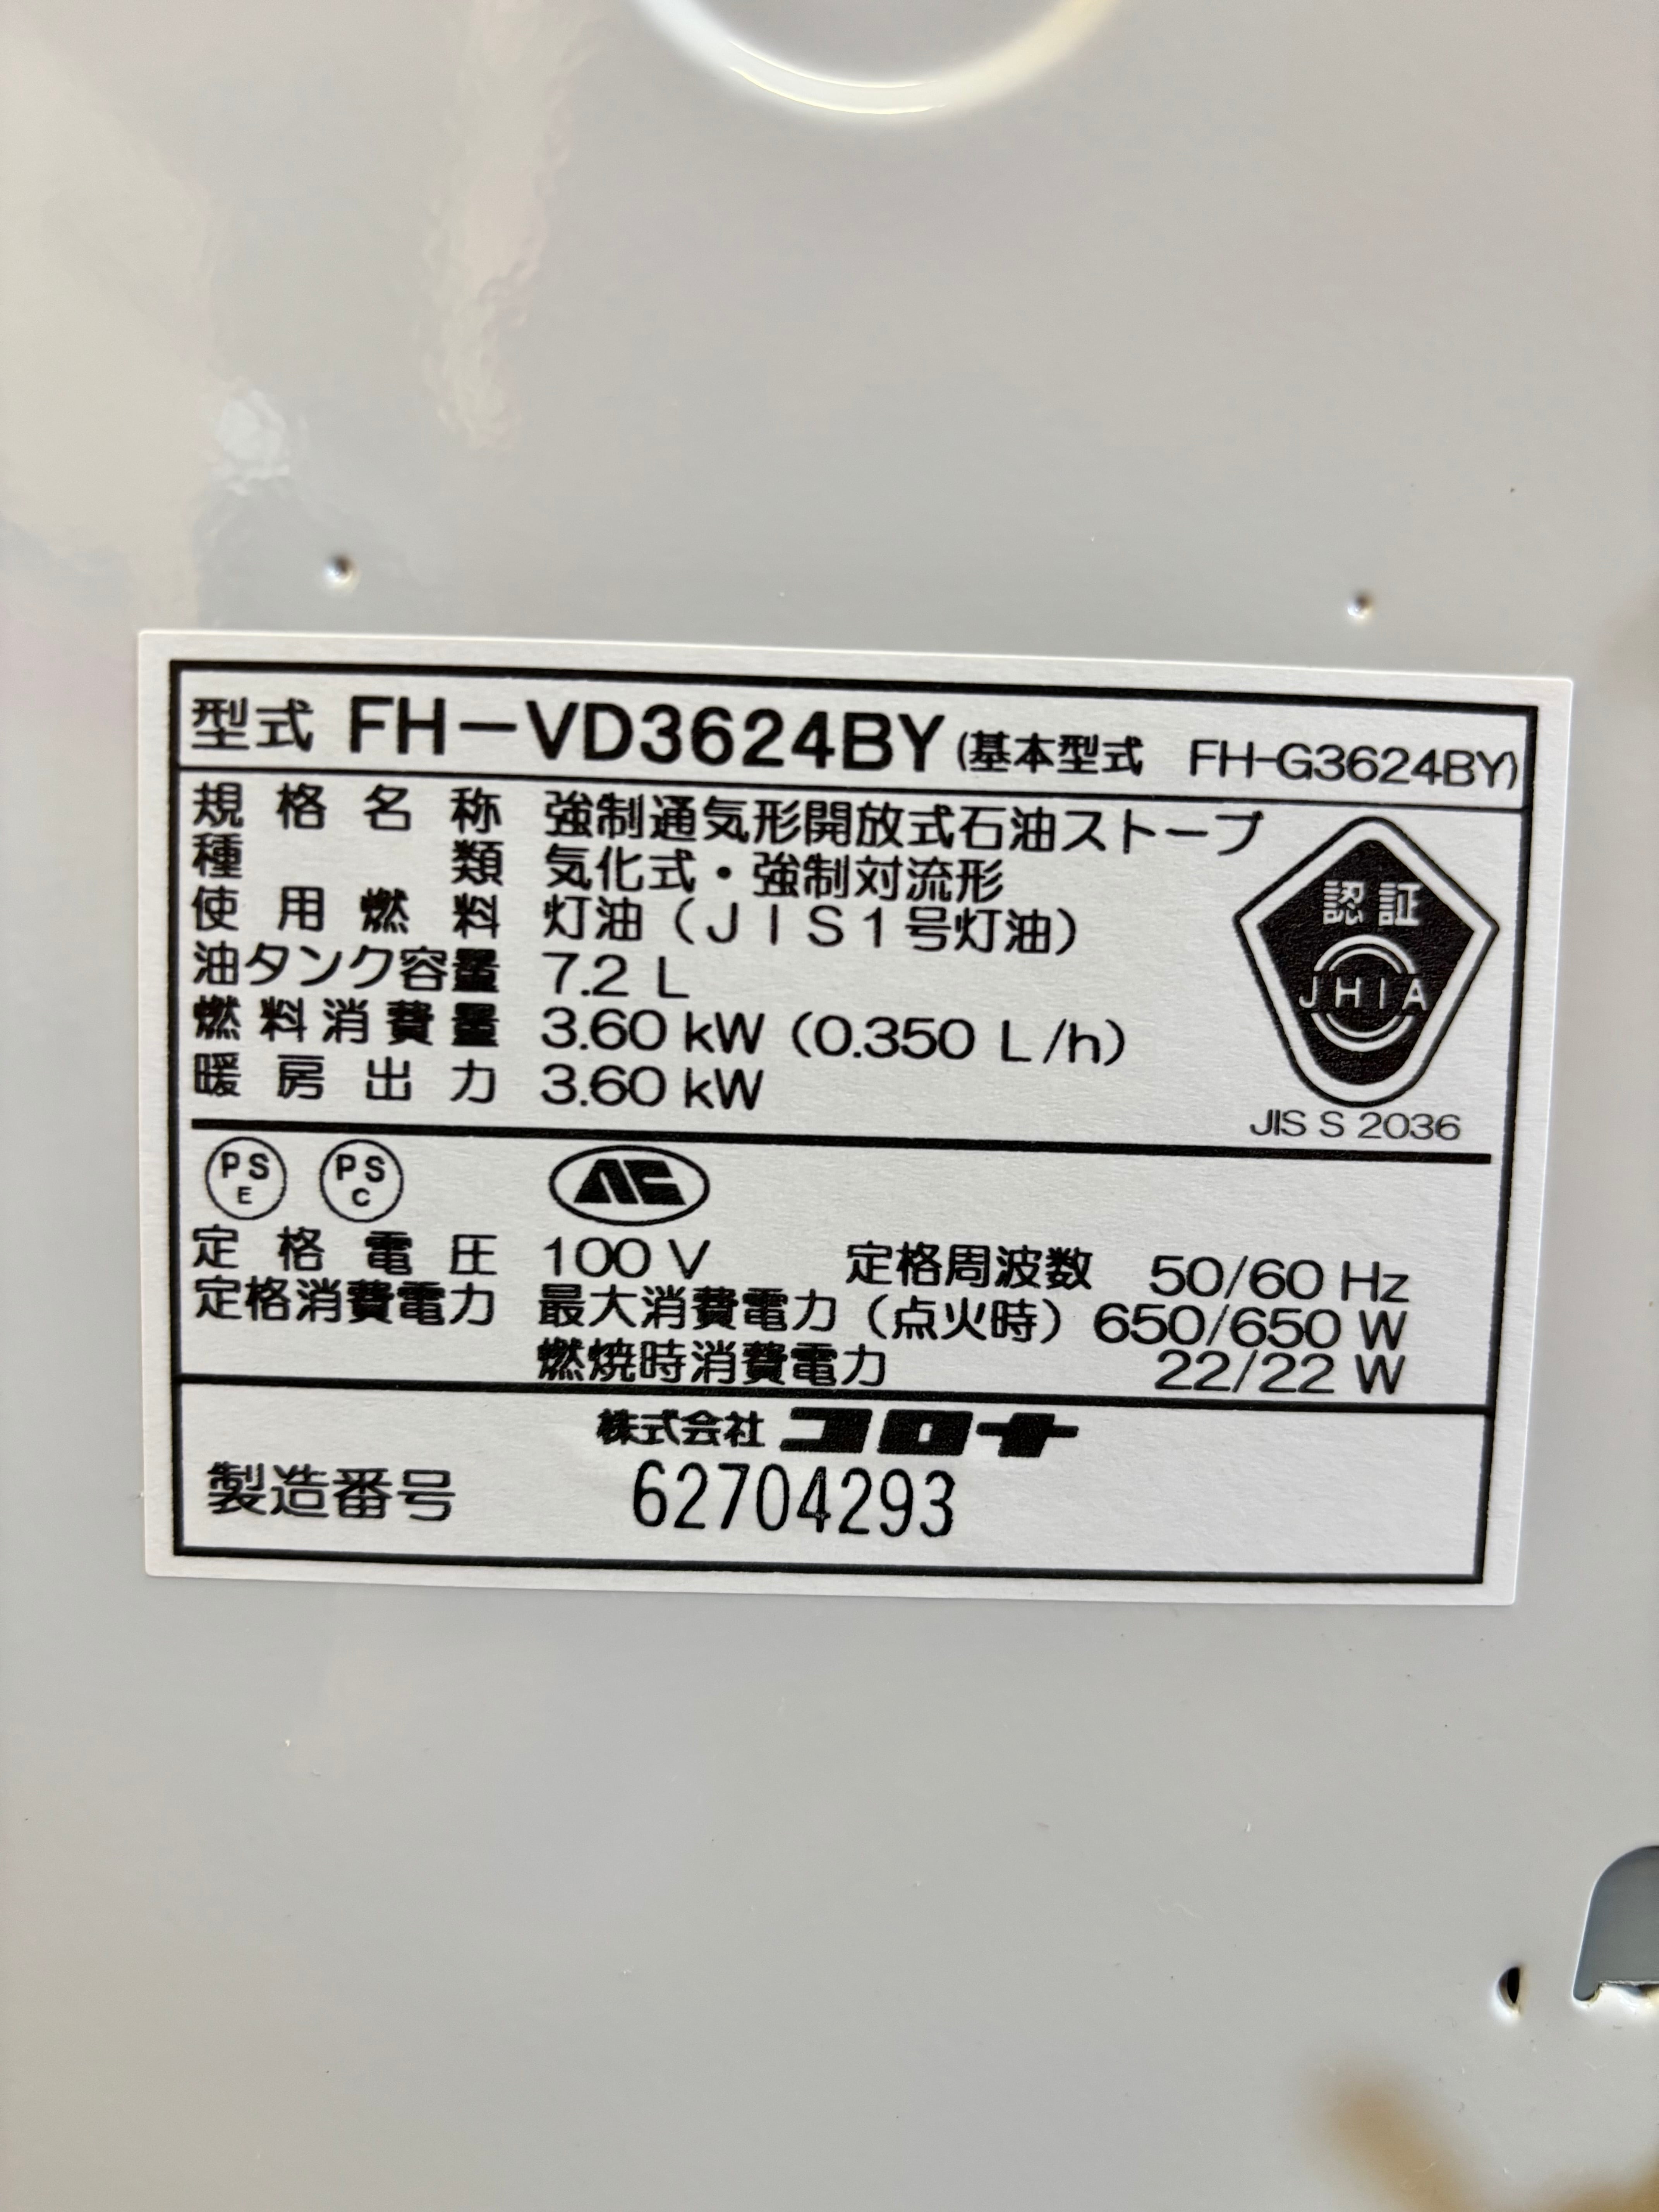 型式 FH-VD3624BY (基本型式 FH-G3624BY)
規格名称 強制通気形開放式石油ストーブ
種類 気化式・強制対流形
使用燃料 灯油(JIS1号灯油)
油タンク容量 7.2 L
燃料消費量 3.60 kW (0.350 L/h)
暖房出力 3.60 kW
認証
JHIA
JIS S 2036
PS E PS C
定格電圧 100 V 定格周波数 50/60 Hz
定格消費電力 最大消費電力(点火時) 650/650 W
燃焼時消費電力 22/22 W
株式会社 コロナ
製造番号 62704293